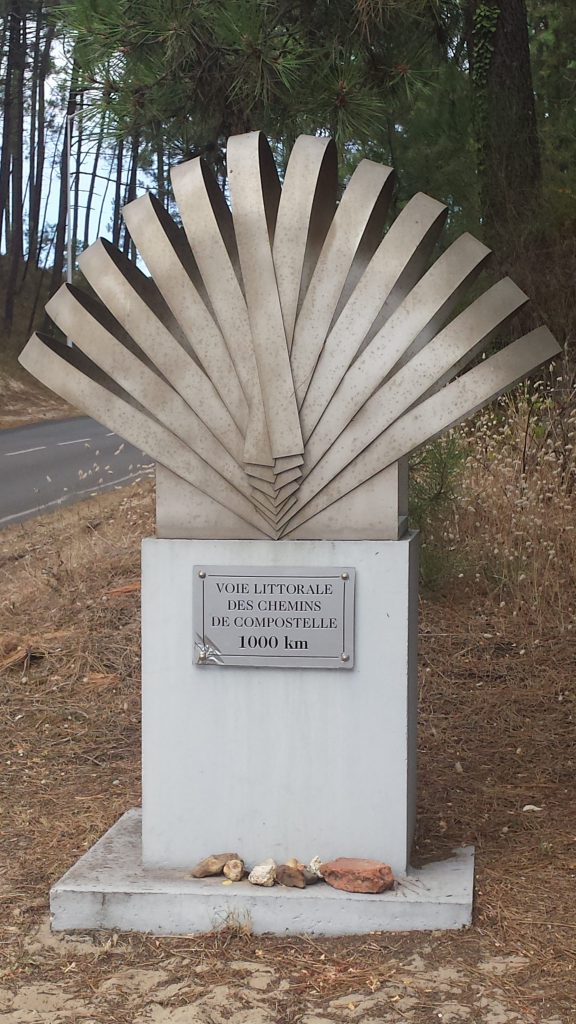 VOIE LITTORALE
DES CHEMINS
DE COMPOSTELLE
1000 km